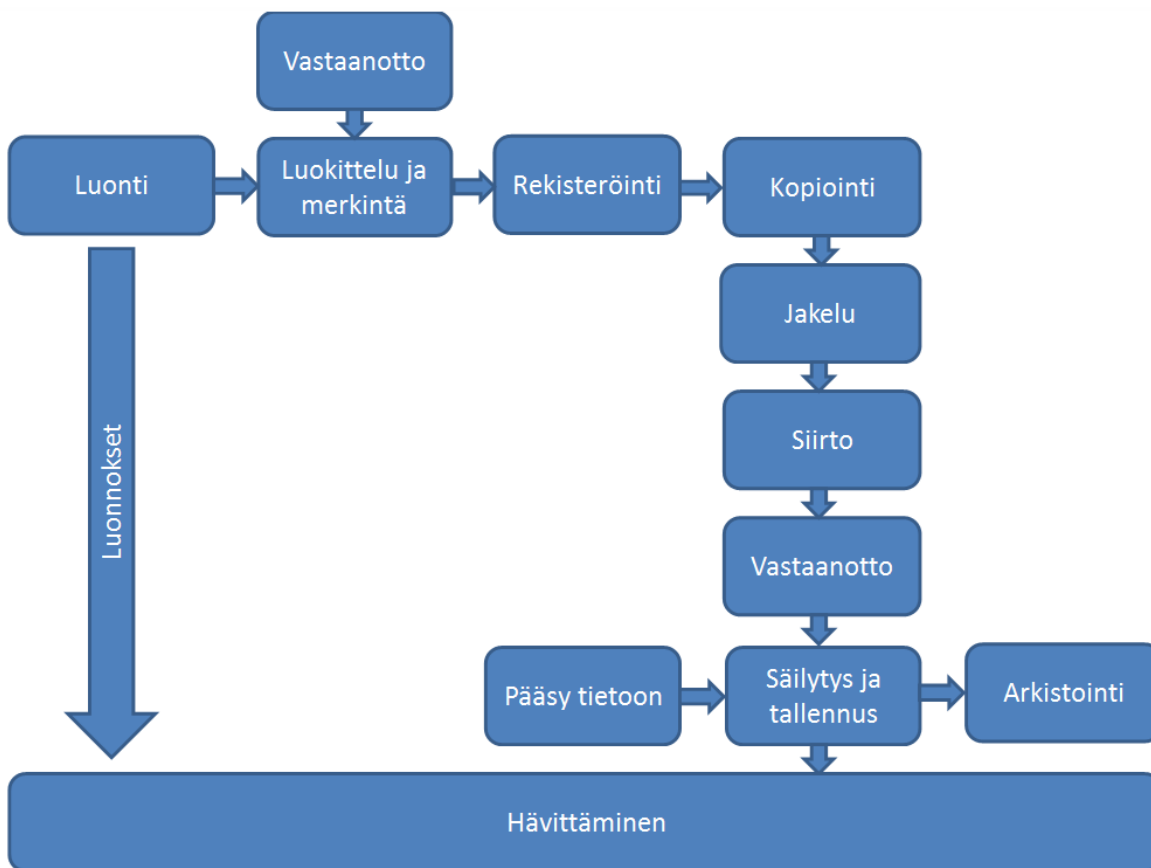 Vastaanotto
Luonti
Luokittelu ja
merkintä
Rekisteröinti
Kopiointi
Jakelu
Siirto
Luonnokset
Vastaanotto
Pääsy tietoon
Säilytys ja
tallennus
Arkistointi
Hävittäminen